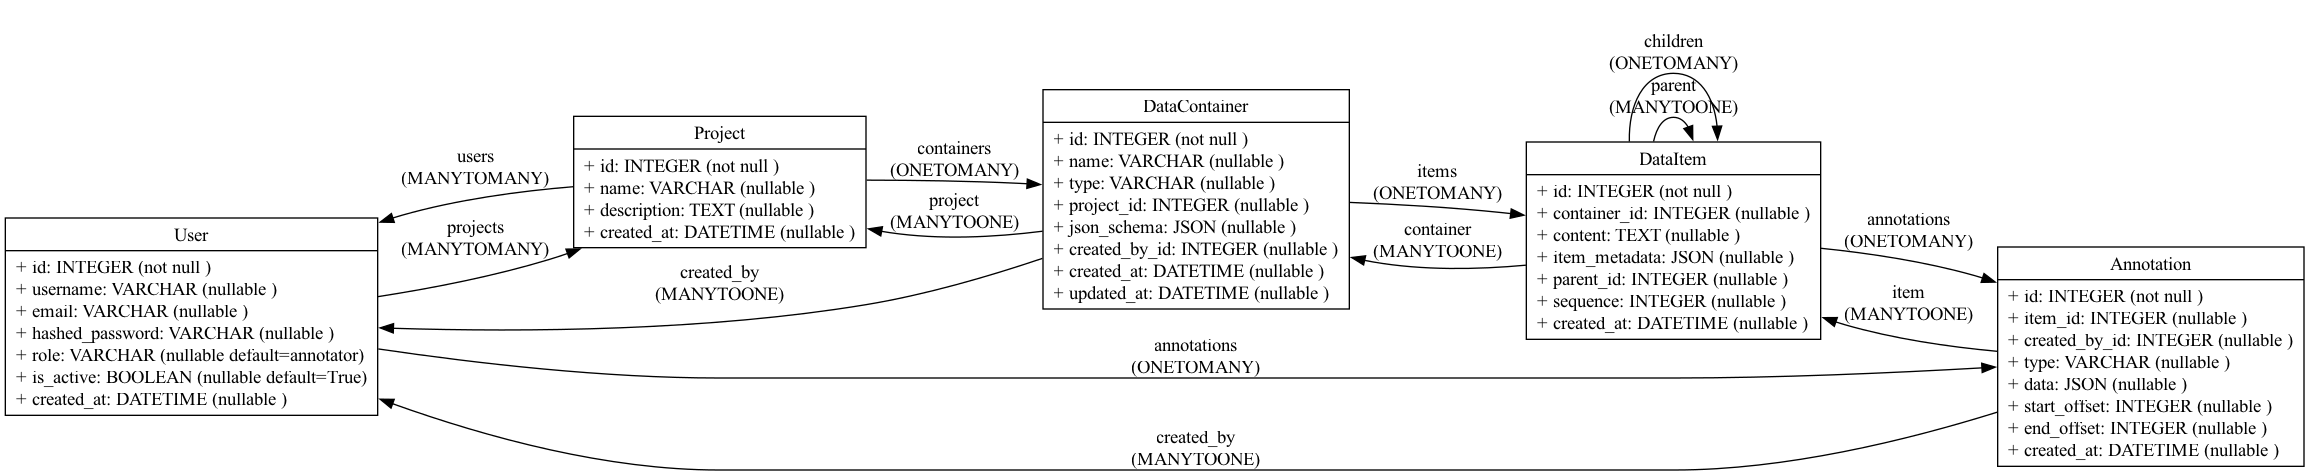 User
+ id: INTEGER (not null )
+ username: VARCHAR (nullable )
+ email: VARCHAR (nullable )
+ hashed_password: VARCHAR (nullable )
+ role: VARCHAR (nullable default=annotator)
+ is_active: BOOLEAN (nullable default=True)
+ created_at: DATETIME (nullable )
users
(MANYTOMANY)
projects
(MANYTOMANY)
Project
+ id: INTEGER (not null )
+ name: VARCHAR (nullable )
+ description: TEXT (nullable )
+ created_at: DATETIME (nullable )
containers
(ONETOMANY)
project
(MANYTOONE)
created_by
(MANYTOONE)
DataContainer
+ id: INTEGER (not null )
+ name: VARCHAR (nullable )
+ type: VARCHAR (nullable )
+ project_id: INTEGER (nullable )
+ json_schema: JSON (nullable )
+ created_by_id: INTEGER (nullable )
+ created_at: DATETIME (nullable )
+ updated_at: DATETIME (nullable )
annotations
(ONETOMANY)
created_by
(MANYTOONE)
items
(ONETOMANY)
container
(MANYTOONE)
children
(ONETOMANY)
parent
(MANYTOONE)
DataItem
+ id: INTEGER (not null )
+ container_id: INTEGER (nullable )
+ content: TEXT (nullable )
+ item_metadata: JSON (nullable )
+ parent_id: INTEGER (nullable )
+ sequence: INTEGER (nullable )
+ created_at: DATETIME (nullable )
annotations
(ONETOMANY)
item
(MANYTOONE)
Annotation
+ id: INTEGER (not null )
+ item_id: INTEGER (nullable )
+ created_by_id: INTEGER (nullable )
+ type: VARCHAR (nullable )
+ data: JSON (nullable )
+ start_offset: INTEGER (nullable )
+ end_offset: INTEGER (nullable )
+ created_at: DATETIME (nullable )